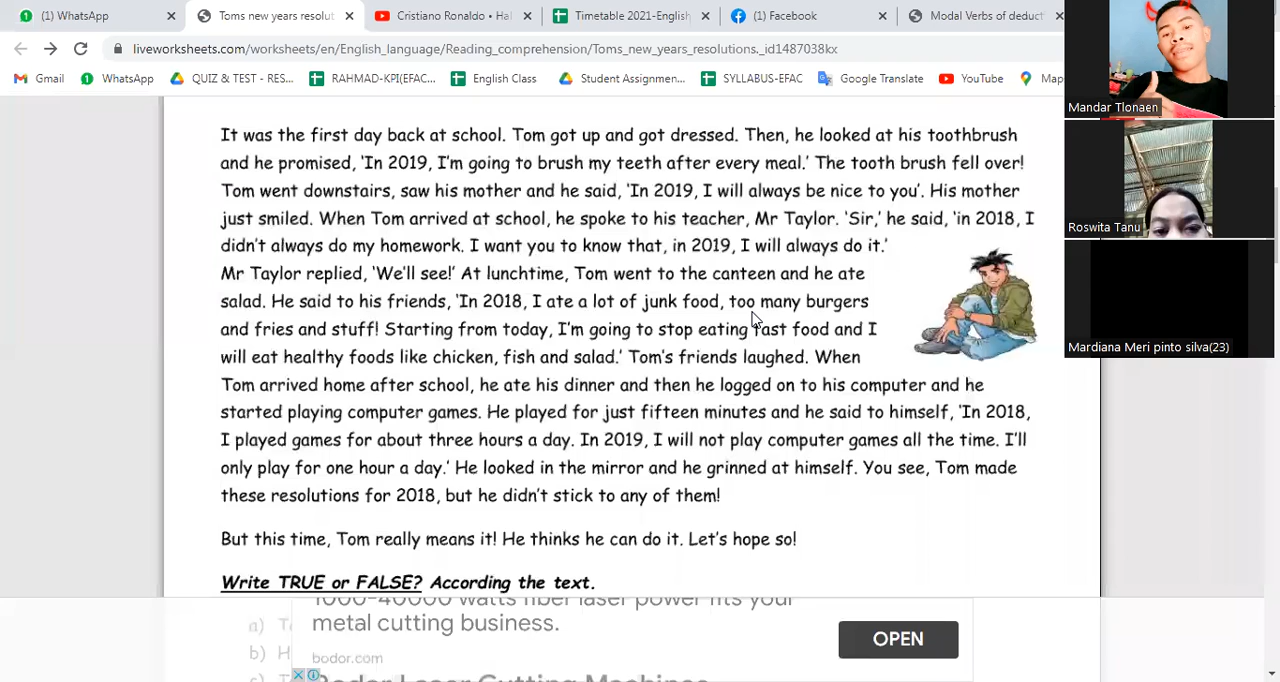 (1) WhatsApp
Toms new years resolut
Cristiano Ronaldo - Hal
Timetable 2021-English
(1) Facebook
Modal Verbs of deducti
liveworksheets.com/worksheets/en/English_language/Reading_comprehension/Toms_new_years_resolutions._id1487038kx
Gmail
WhatsApp
QUIZ & TEST - RES...
RAHMAD-KPI(EFAC...
English Class
Student Assignmen...
SYLLABUS-EFAC
Google Translate
YouTube
Map
Mandar Tlonaen
Roswita Tanu
Mardiana Meri pinto silva(23)
It was the first day back at school. Tom got up and got dressed. Then, he looked at his toothbrush
and he promised, ‘In 2019, I’m going to brush my teeth after every meal.’ The tooth brush fell over!
Tom went downstairs, saw his mother and he said, ‘In 2019, I will always be nice to you’. His mother
just smiled. When Tom arrived at school, he spoke to his teacher, Mr Taylor. ‘Sir,’ he said, ‘in 2018, I
didn’t always do my homework. I want you to know that, in 2019, I will always do it.’
Mr Taylor replied, ‘We’ll see!’ At lunchtime, Tom went to the canteen and he ate
salad. He said to his friends, ‘In 2018, I ate a lot of junk food, too many burgers
and fries and stuff! Starting from today, I’m going to stop eating fast food and I
will eat healthy foods like chicken, fish and salad.’ Tom’s friends laughed. When
Tom arrived home after school, he ate his dinner and then he logged on to his computer and he
started playing computer games. He played for just fifteen minutes and he said to himself, ‘In 2018,
I played games for about three hours a day. In 2019, I will not play computer games all the time. I’ll
only play for one hour a day.’ He looked in the mirror and he grinned at himself. You see, Tom made
these resolutions for 2018, but he didn’t stick to any of them!
But this time, Tom really means it! He thinks he can do it. Let’s hope so!
Write TRUE or FALSE? According the text.
a) T
b) H
1000-40000 watts fiber laser power fits your
metal cutting business.
bodor.com
OPEN
Bodor Laser Cutting Machines